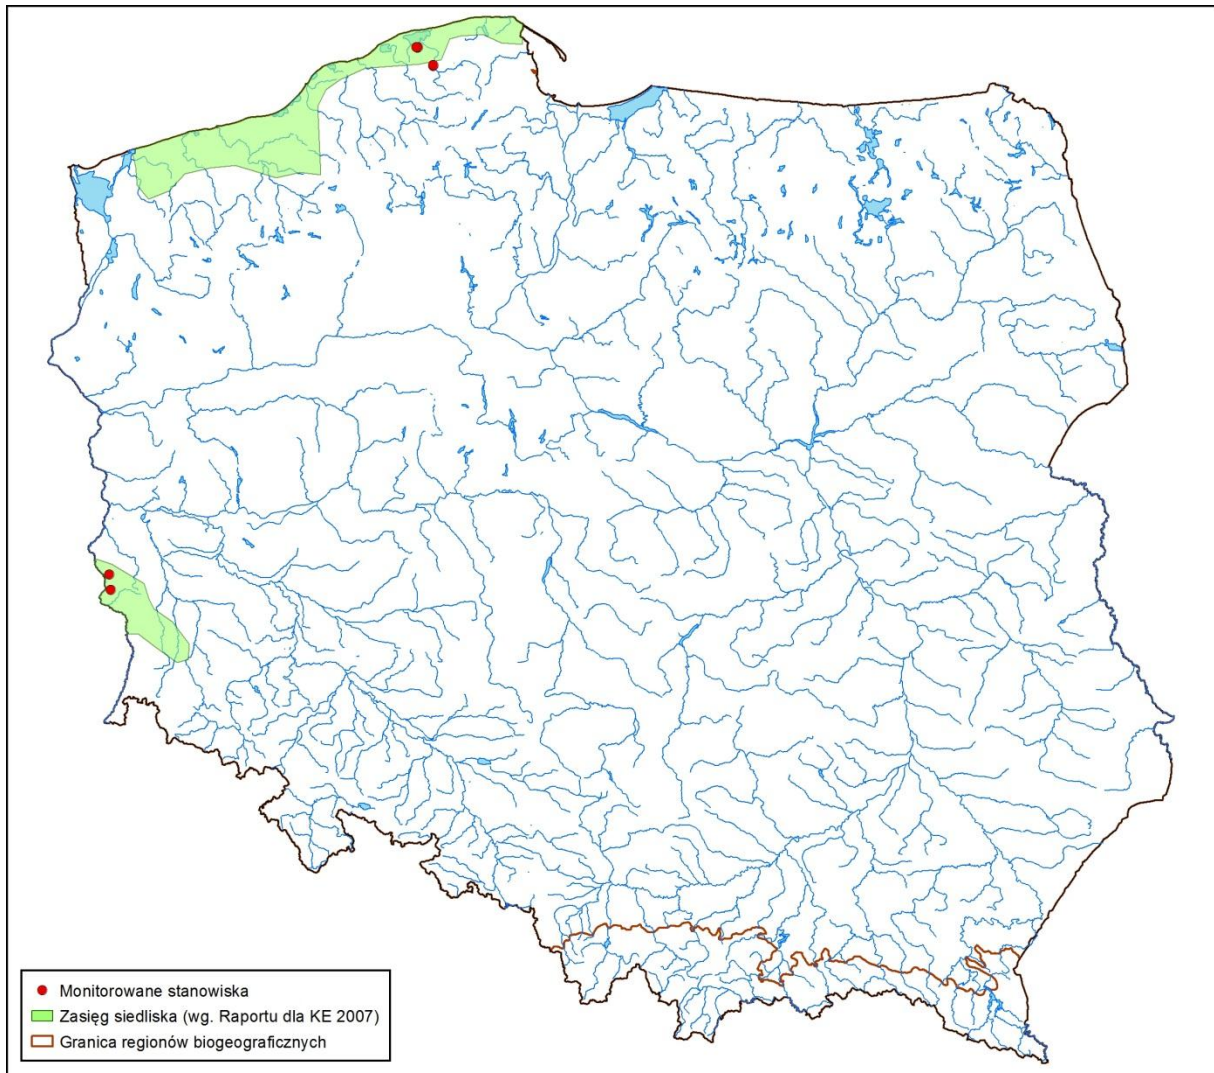 Monitorowane stanowiska
Zasięg siedliska (wg. Raportu dla KE 2007)
Granica regionów biogeograficznych